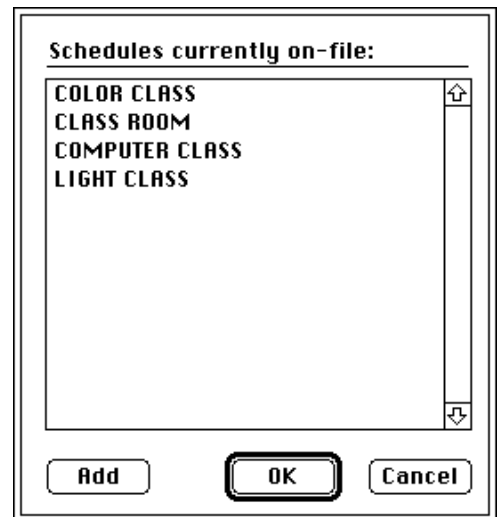 Schedules currently on-file:
COLOR CLASS
CLASS ROOM
COMPUTER CLASS
LIGHT CLASS
Add OK Cancel